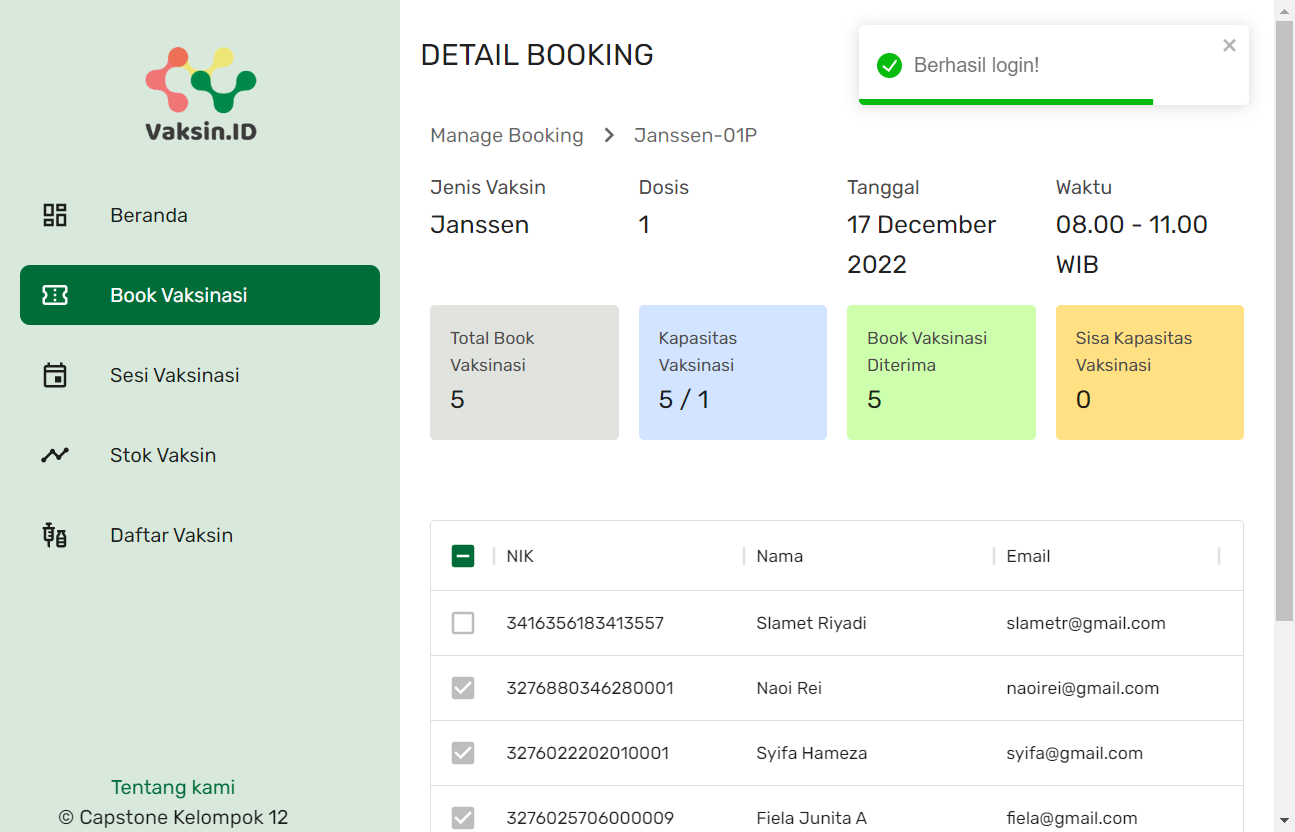 Vaksin.ID
Beranda
Book Vaksinasi
Sesi Vaksinasi
Stok Vaksin
Daftar Vaksin
Tentang kami
© Capstone Kelompok 12
DETAIL BOOKING
Berhasil login!
Manage Booking > Janssen-01P
Jenis Vaksin
Janssen
Dosis
1
Tanggal
17 December
2022
Waktu
08.00 - 11.00
WIB
Total Book
Vaksinasi
5
Kapasitas
Vaksinasi
5 / 1
Book Vaksinasi
Diterima
5
Sisa Kapasitas
Vaksinasi
0
NIK Nama Email
3416356183413557 Slamet Riyadi slametr@gmail.com
3276880346280001 Naoi Rei naoirei@gmail.com
3276022202010001 Syifa Hameza syifa@gmail.com
3276025706000009 Fiela Junita A fiela@gmail.com